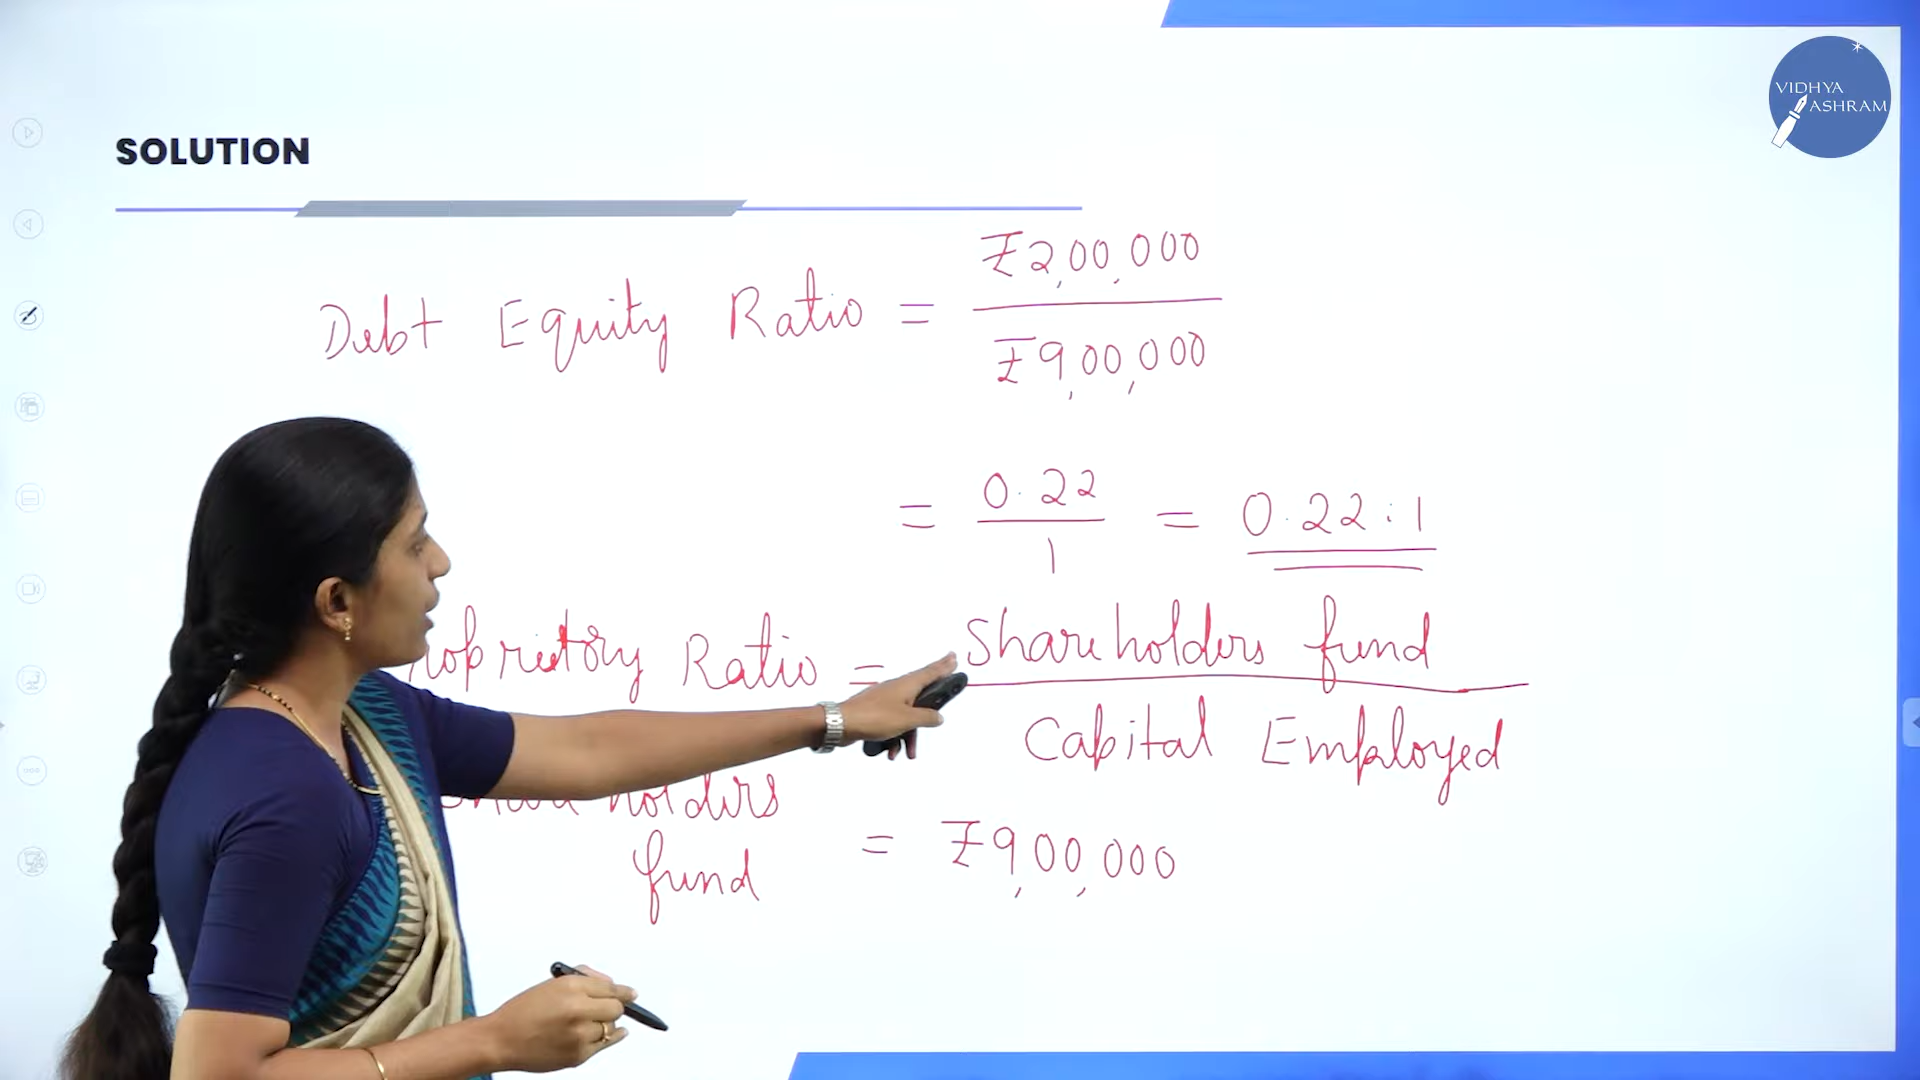 VIDHYA
ASHRAM
SOLUTION
Debt Equity Ratio = ₹2,00,000
₹9,00,000
= 0.22 = 0.22:1
1
Ratio = Shareholders fund
Capital Employed
fund = ₹9,00,000